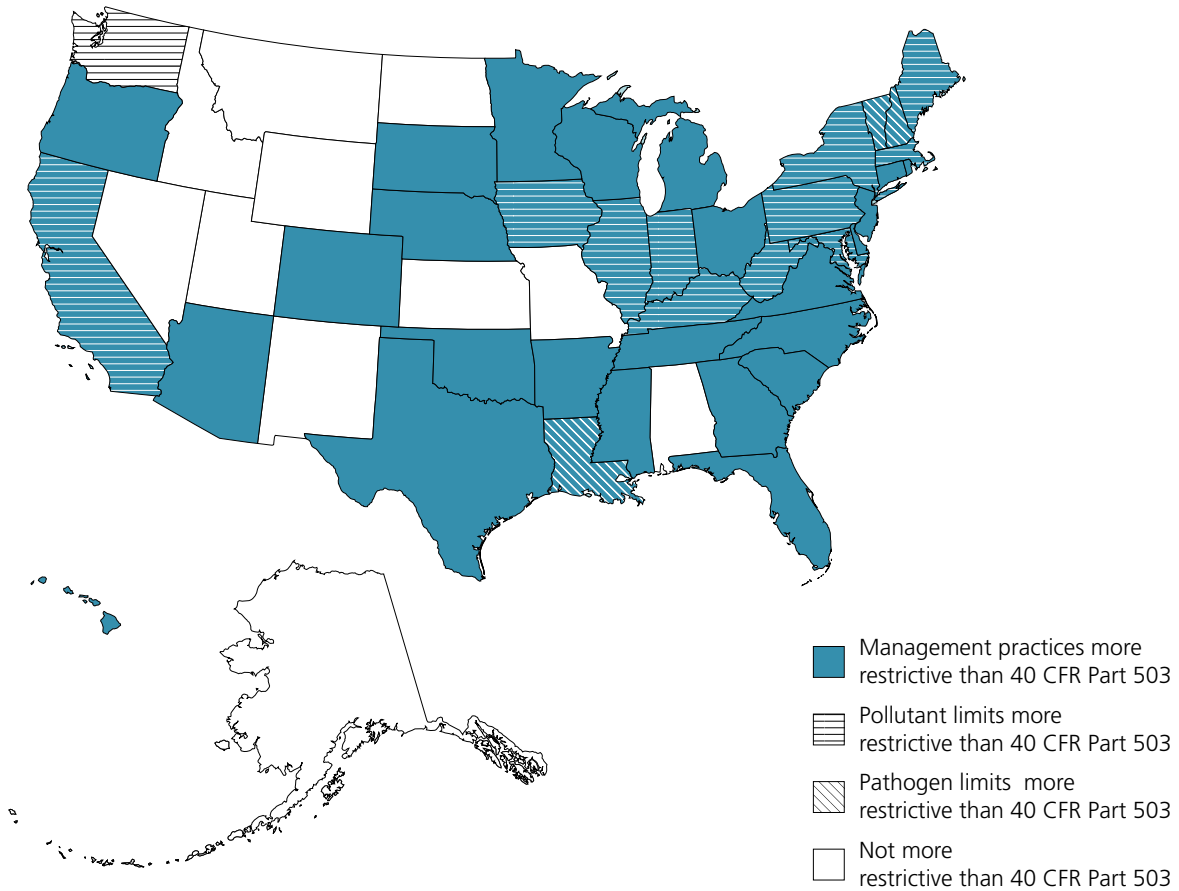 Management practices more
restrictive than 40 CFR Part 503
Pollutant limits more
restrictive than 40 CFR Part 503
Pathogen limits  more
restrictive than 40 CFR Part 503
Not more
restrictive than 40 CFR Part 503